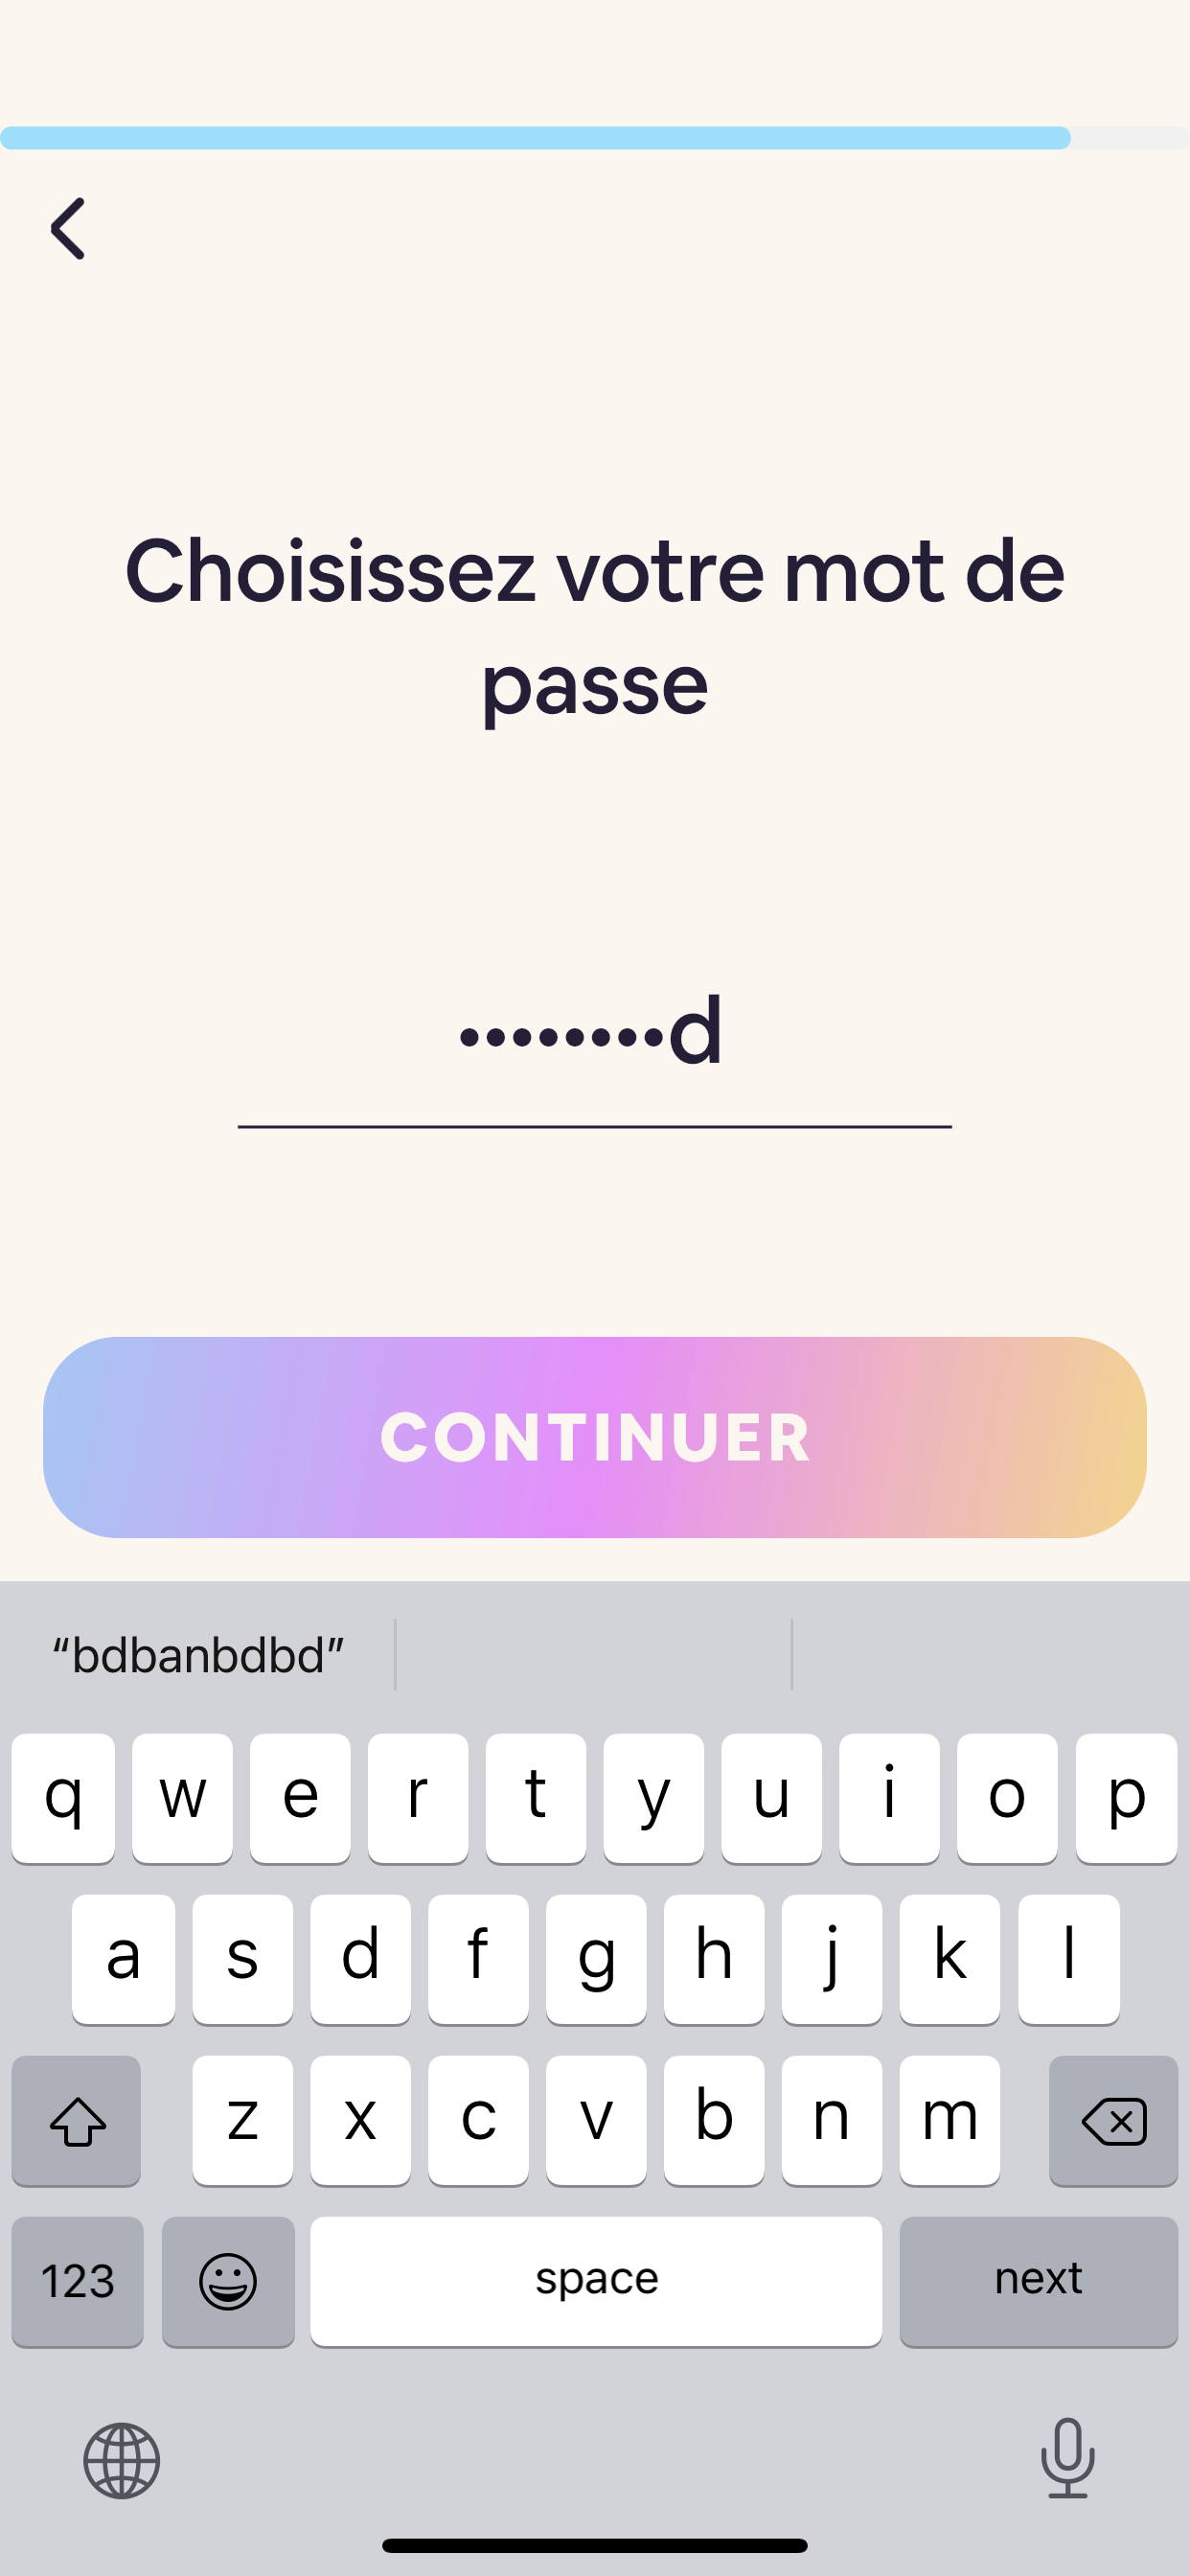 Choisissez votre mot de
passe
••••••••d
CONTINUER
“bdbanbdbd”
q w e r t y u i o p
a s d f g h j k l
z x c v b n m
123 space next